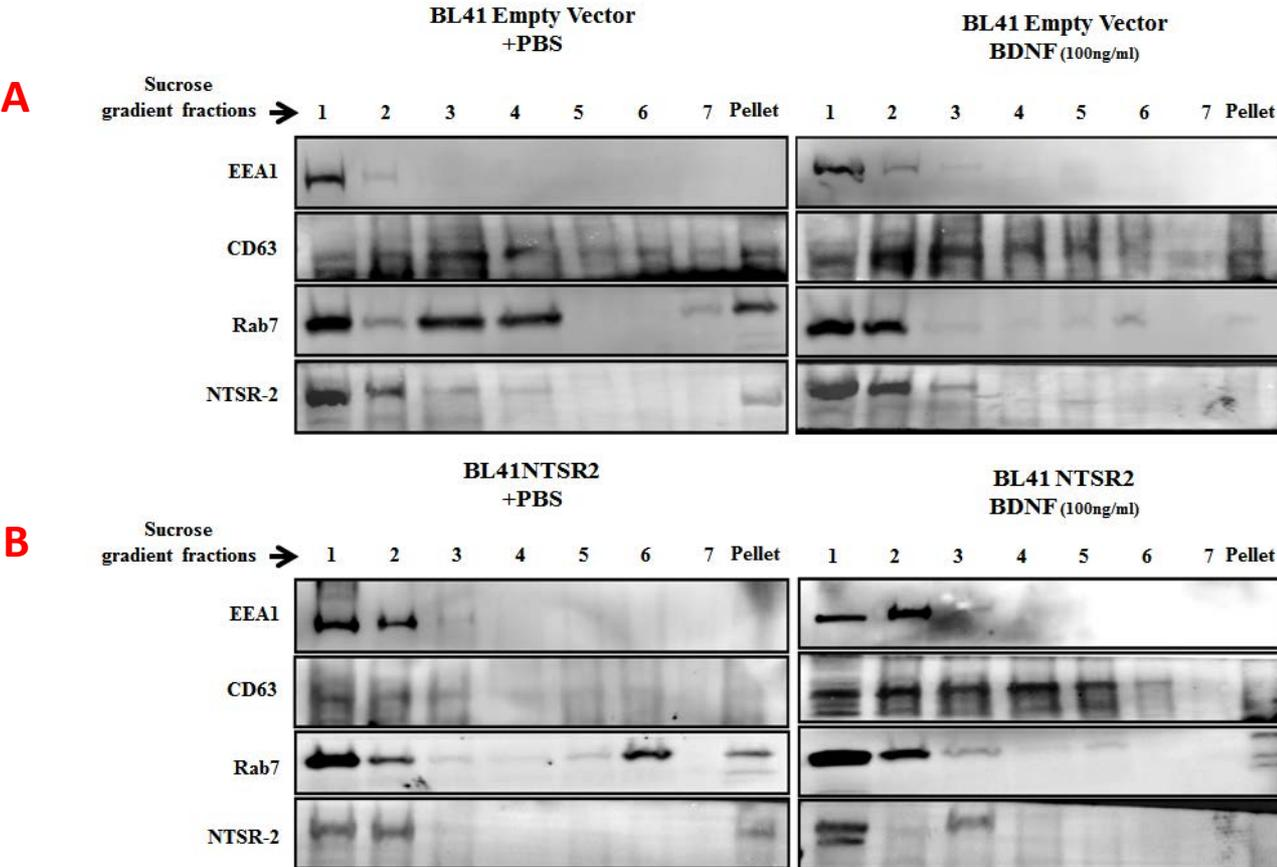 BL41 Empty Vector
+PBS
BL41 Empty Vector
BDNF (100ng/ml)
A
Sucrose
gradient fractions
1 2 3 4 5 6 7 Pellet
1 2 3 4 5 6 7 Pellet
EEA1
CD63
Rab7
NTSR-2
BL41NTSR2
+PBS
BL41 NTSR2
BDNF (100ng/ml)
B
Sucrose
gradient fractions
1 2 3 4 5 6 7 Pellet
1 2 3 4 5 6 7 Pellet
EEA1
CD63
Rab7
NTSR-2